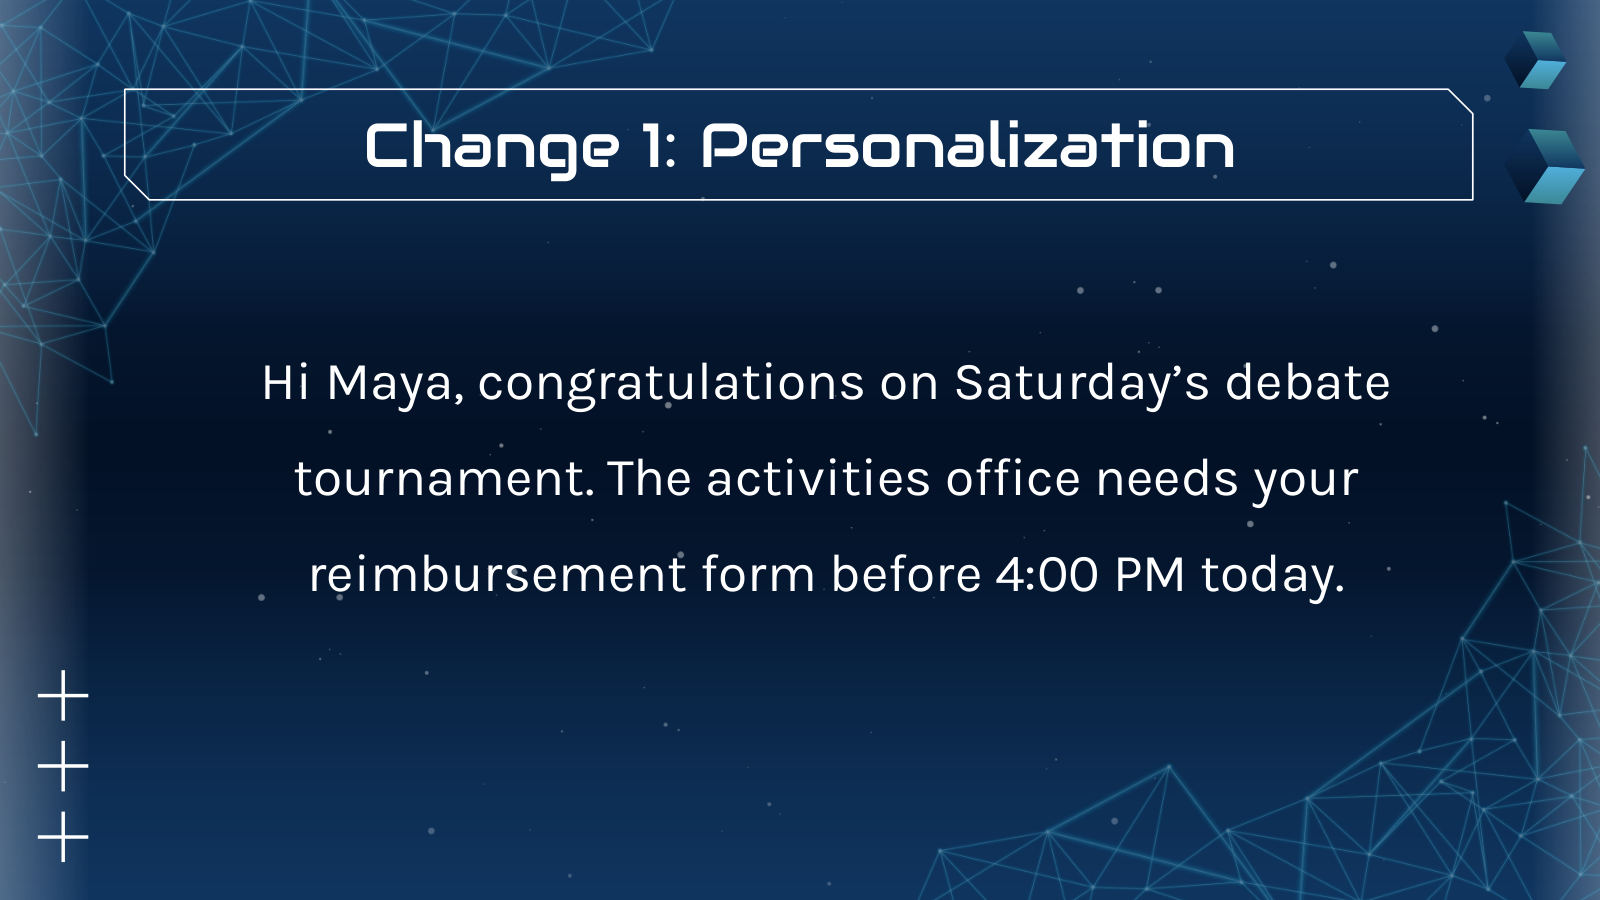 Change 1: Personalization
Hi Maya, congratulations on Saturday’s debate
tournament. The activities office needs your
reimbursement form before 4:00 PM today.